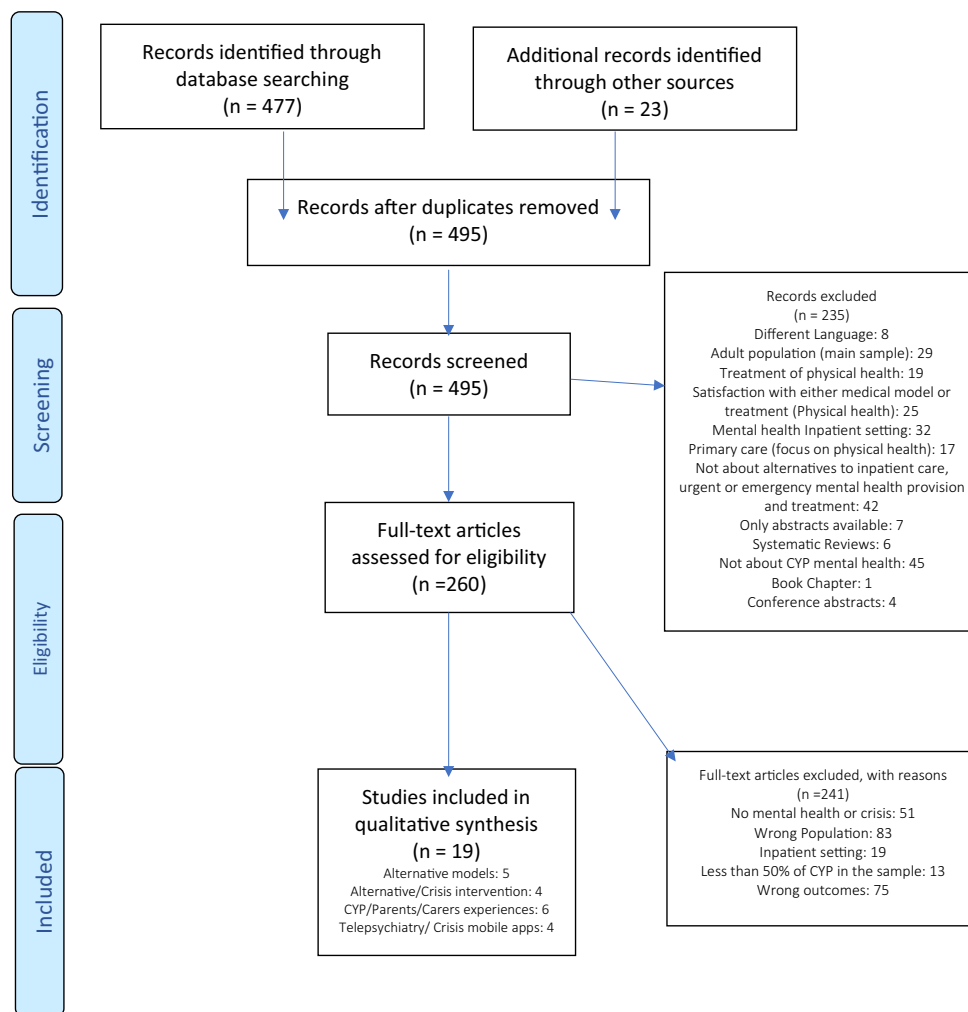 Identification
Records identified through
database searching
(n = 477)
Additional records identified
through other sources
(n = 23)
Records after duplicates removed
(n = 495)
Screening
Records screened
(n = 495)
Records excluded
(n = 235)
Different Language: 8
Adult population (main sample): 29
Treatment of physical health: 19
Satisfaction with either medical model or
treatment (Physical health): 25
Mental health Inpatient setting: 32
Primary care (focus on physical health): 17
Not about alternatives to inpatient care,
urgent or emergency mental health provision
and treatment: 42
Only abstracts available: 7
Systematic Reviews: 6
Not about CYP mental health: 45
Book Chapter: 1
Conference abstracts: 4
Eligibility
Full-text articles
assessed for eligibility
(n =260)
Full-text articles excluded, with reasons
(n =241)
No mental health or crisis: 51
Wrong Population: 83
Inpatient setting: 19
Less than 50% of CYP in the sample: 13
Wrong outcomes: 75
Included
Studies included in
qualitative synthesis
(n = 19)
Alternative models: 5
Alternative/Crisis intervention: 4
CYP/Parents/Carers experiences: 6
Telepsychiatry/ Crisis mobile apps: 4